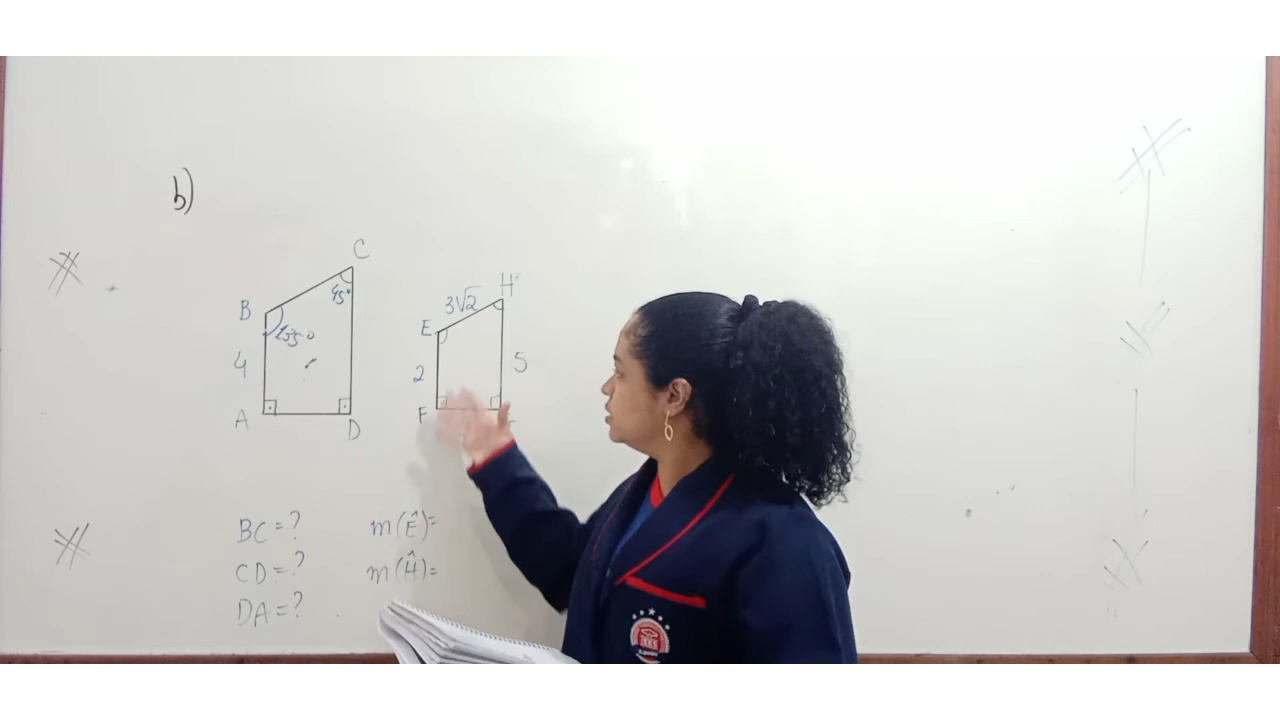 b)
C
B
135°
45°
4
A
D
H
3√2
E
2
5
F
BC = ?
CD = ?
DA = ?
m(Ê) =
m(Ĥ) =